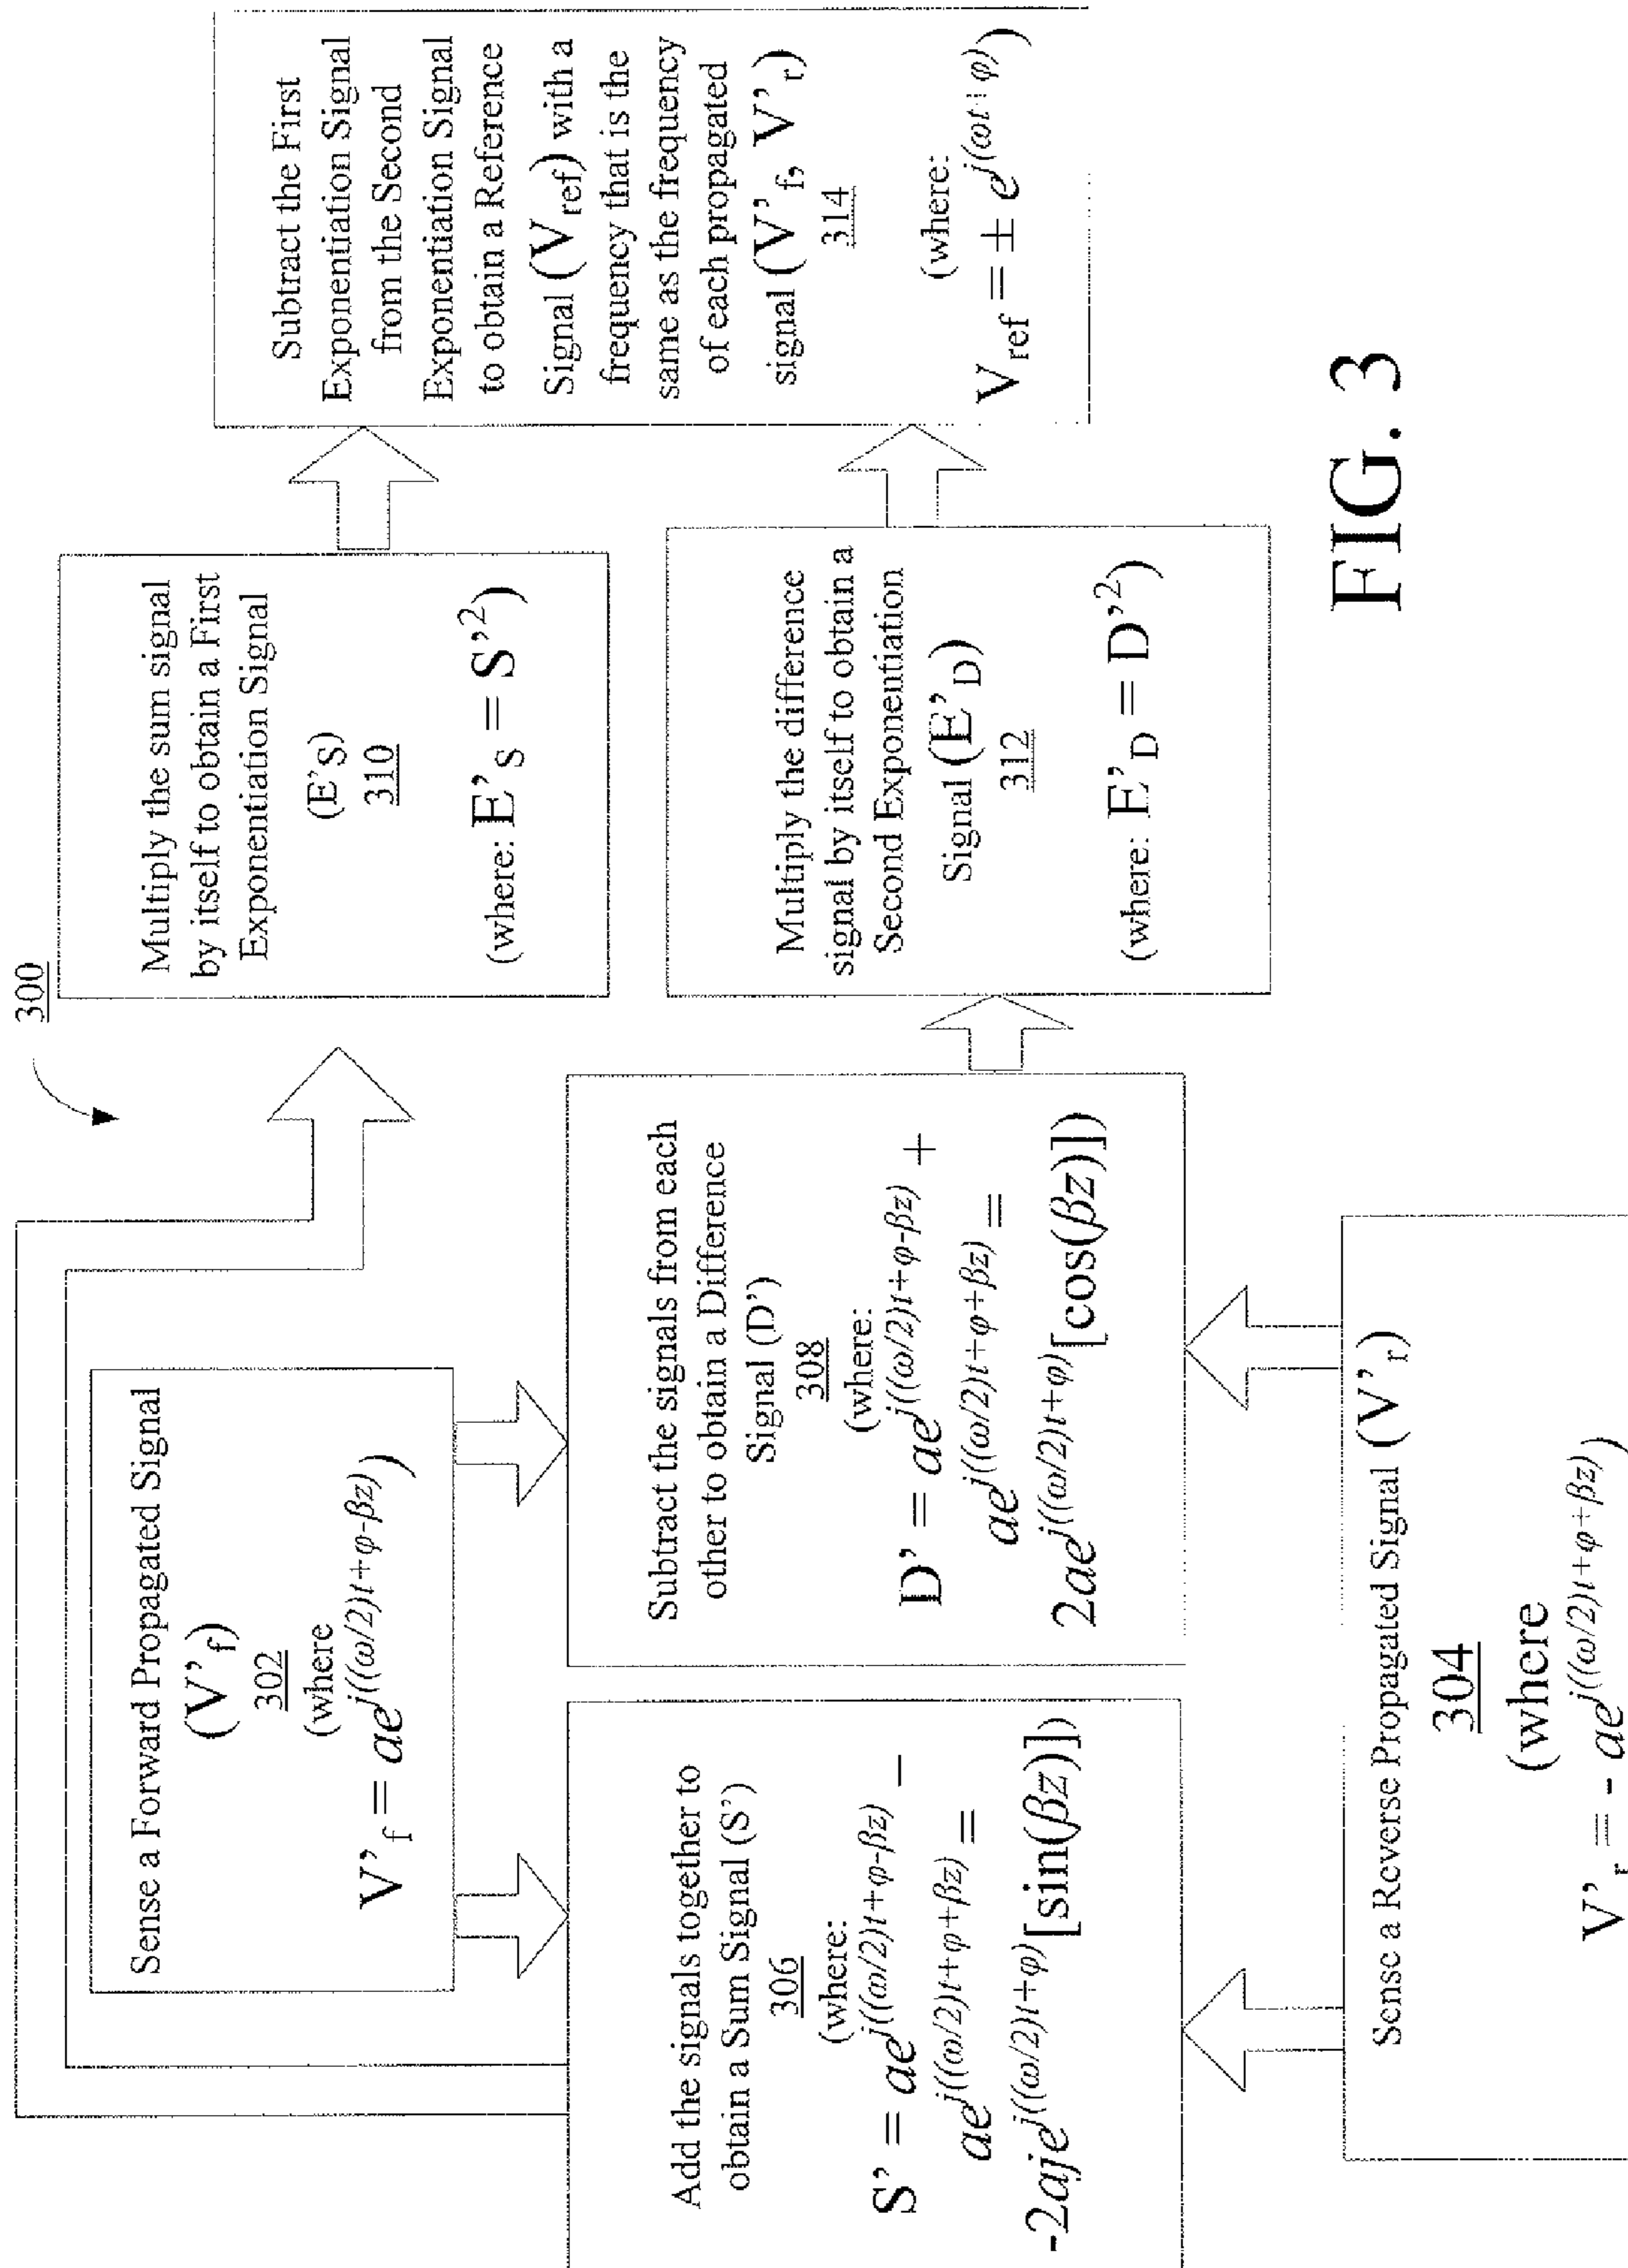 300
Sense a Forward Propagated Signal
(V'f)
302
(where
V'f = ae^j((ω/2)t+φ-βz))
Add the signals together to
obtain a Sum Signal (S')
306
(where:
S' = ae^j((ω/2)t+φ-βz) –
ae^j((ω/2)t+φ+βz) =
-2aje^j((ω/2)t+φ)[sin(βz)])
Subtract the signals from each
other to obtain a Difference
Signal (D')
308
(where:
D' = ae^j((ω/2)t+φ-βz) +
ae^j((ω/2)t+φ+βz) =
2ae^j((ω/2)t+φ)[cos(βz)])
Sense a Reverse Propagated Signal (V'r)
304
(where
V'r = - ae^j((ω/2)t+φ+βz))
Multiply the sum signal
by itself to obtain a First
Exponentiation Signal
(E'S)
310
(where: E'S = S'²)
Multiply the difference
signal by itself to obtain a
Second Exponentiation
Signal (E'D)
312
(where: E'D = D'²)
Subtract the First
Exponentiation Signal
from the Second
Exponentiation Signal
to obtain a Reference
Signal (Vref) with a
frequency that is the
same as the frequency
of each propagated
signal (V'f, V'r)
314
(where:
Vref = ± e^j(ωt+φ))
FIG. 3